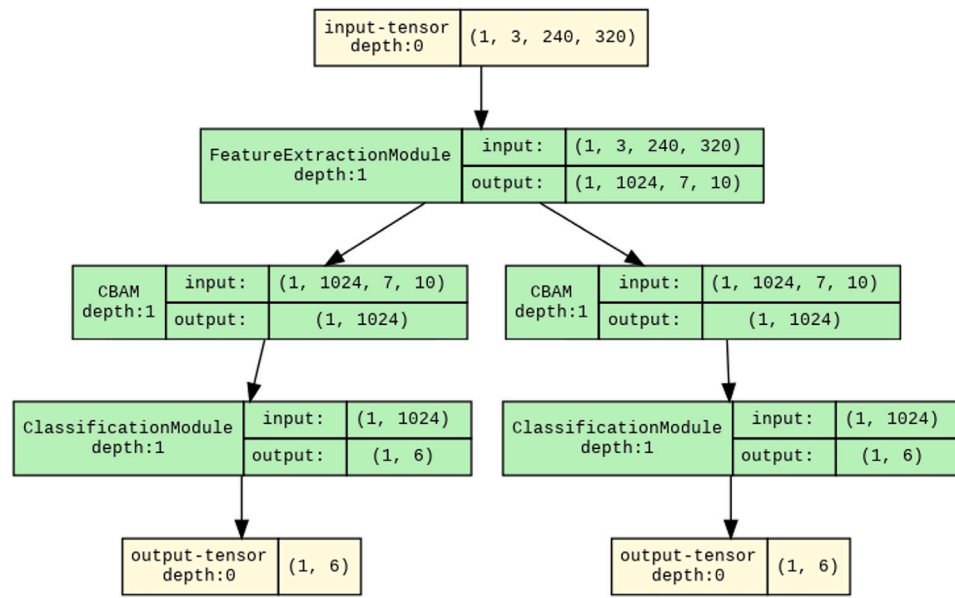 input-tensor
depth:0
(1, 3, 240, 320)
FeatureExtractionModule
depth:1
input:
(1, 3, 240, 320)
output:
(1, 1024, 7, 10)
CBAM
depth:1
input:
(1, 1024, 7, 10)
output:
(1, 1024)
CBAM
depth:1
input:
(1, 1024, 7, 10)
output:
(1, 1024)
ClassificationModule
depth:1
input:
(1, 1024)
output:
(1, 6)
ClassificationModule
depth:1
input:
(1, 1024)
output:
(1, 6)
output-tensor
depth:0
(1, 6)
output-tensor
depth:0
(1, 6)